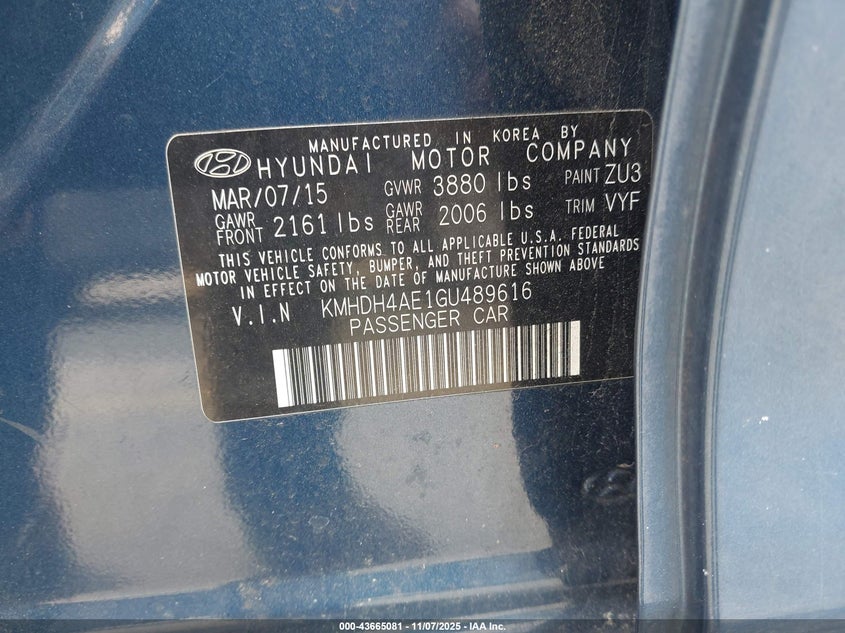 MANUFACTURED IN KOREA BY
HYUNDAI MOTOR COMPANY
MAR/07/15 GVWR 3880 lbs PAINT ZU3
GAWR FRONT 2161 lbs GAWR REAR 2006 lbs TRIM VYF
THIS VEHICLE CONFORMS TO ALL APPLICABLE U.S.A. FEDERAL
MOTOR VEHICLE SAFETY, BUMPER, AND THEFT PREVENTION STANDARDS
IN EFFECT ON THE DATE OF MANUFACTURE SHOWN ABOVE
V.I.N KMHDH4AE1GU489616
PASSENGER CAR
000-43665081 - 11/07/2025 - IAA Inc.